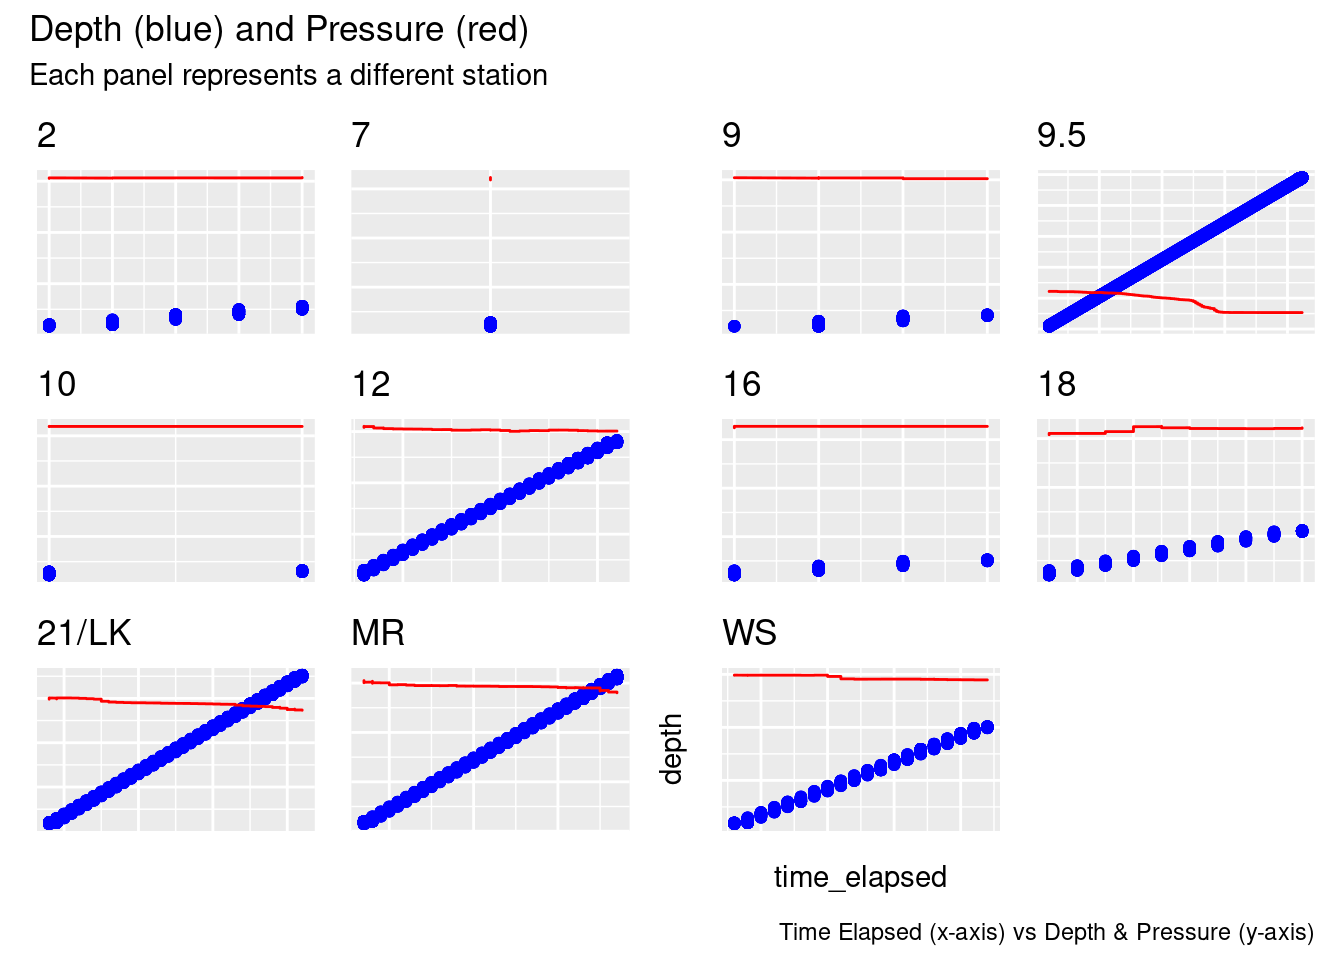 Depth (blue) and Pressure (red)
Each panel represents a different station
2
7
9
9.5
10
12
16
18
21/LK
MR
WS
depth
time_elapsed
Time Elapsed (x-axis) vs Depth & Pressure (y-axis)